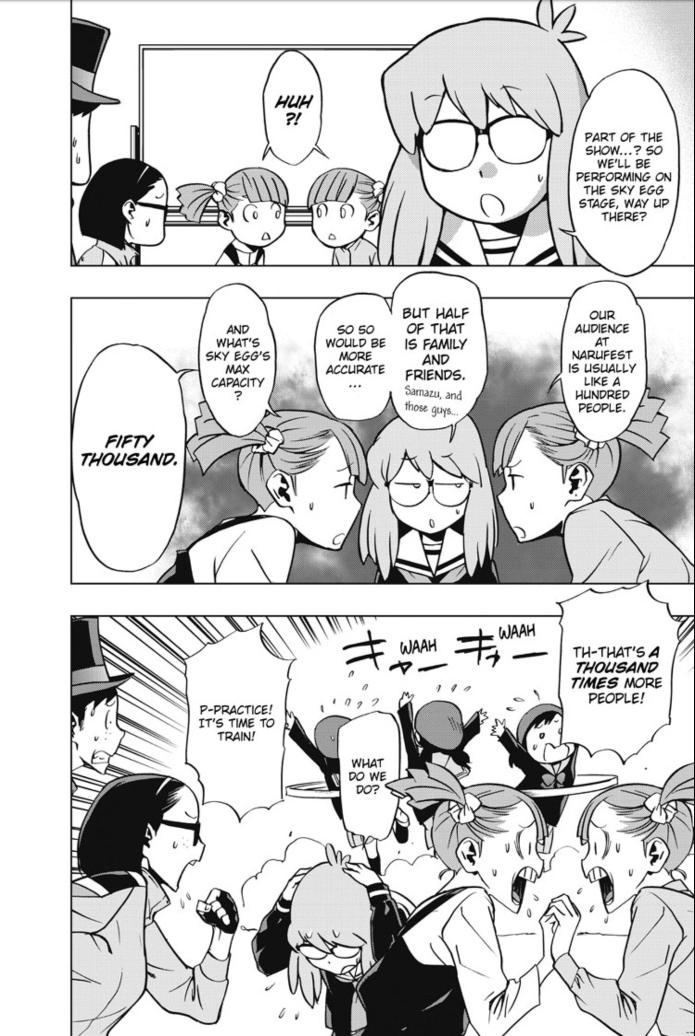 PART OF THE
SHOW...? SO
WE'LL BE
PERFORMING ON
THE SKY EGG
STAGE, WAY UP
THERE?
HUH
?!
OUR
AUDIENCE
AT
NARUFEST
IS USUALLY
LIKE A
HUNDRED
PEOPLE.
BUT HALF
OF THAT
IS FAMILY
AND
FRIENDS.
Samazu, and
those guys...
SO SO
WOULD BE
MORE
ACCURATE
...
AND
WHAT'S
SKY EGG'S
MAX
CAPACITY
?
FIFTY
THOUSAND.
TH-THAT'S A
THOUSAND
TIMES MORE
PEOPLE!
WAAH
キャー
WAAH
キャー
WHAT
DO WE
DO?
P-PRACTICE!
IT'S TIME TO
TRAIN!